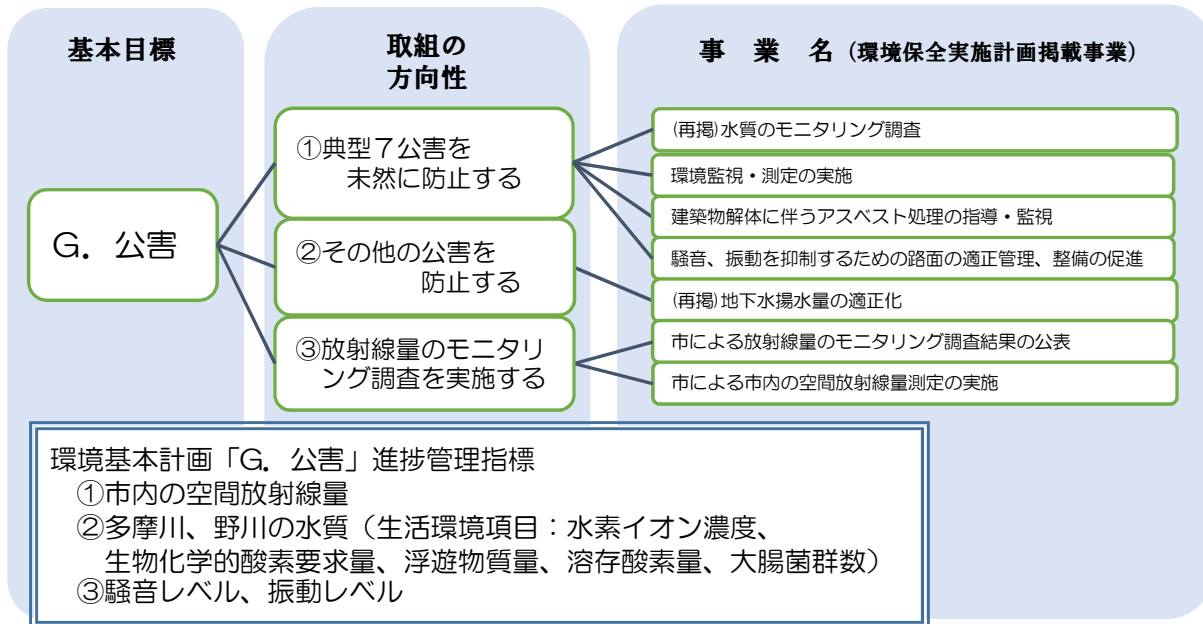 基本目標
取組の
方向性
事 業 名（環境保全実施計画掲載事業）
G．公害
①典型７公害を
未然に防止する
②その他の公害を
防止する
③放射線量のモニタリ
ング調査を実施する
(再掲)水質のモニタリング調査
環境監視・測定の実施
建築物解体に伴うアスベスト処理の指導・監視
騒音、振動を抑制するための路面の適正管理、整備の促進
(再掲)地下水揚水量の適正化
市による放射線量のモニタリング調査結果の公表
市による市内の空間放射線量測定の実施
環境基本計画「G．公害」進捗管理指標
①市内の空間放射線量
②多摩川、野川の水質（生活環境項目：水素イオン濃度、
生物化学的酸素要求量、浮遊物質量、溶存酸素量、大腸菌群数）
③騒音レベル、振動レベル